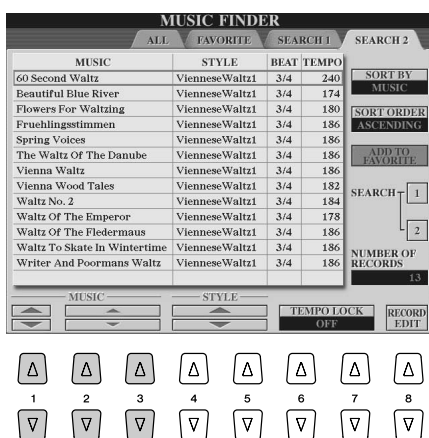 MUSIC FINDER
ALL FAVORITE SEARCH 1 SEARCH 2
MUSIC STYLE BEAT TEMPO
60 Second Waltz VienneseWaltz1 3/4 240
Beautiful Blue River VienneseWaltz1 3/4 174
Flowers For Waltzing VienneseWaltz1 3/4 180
Fruehlingsstimmen VienneseWaltz1 3/4 186
Spring Voices VienneseWaltz1 3/4 186
The Waltz Of The Danube VienneseWaltz1 3/4 186
Vienna Waltz VienneseWaltz1 3/4 186
Vienna Wood Tales VienneseWaltz1 3/4 182
Waltz No. 2 VienneseWaltz1 3/4 184
Waltz Of The Emperor VienneseWaltz1 3/4 178
Waltz Of The Fledermaus VienneseWaltz1 3/4 186
Waltz To Skate In Wintertime VienneseWaltz1 3/4 186
Writer And Poormans Waltz VienneseWaltz1 3/4 186
SORT BY
MUSIC
SORT ORDER
ASCENDING
ADD TO
FAVORITE
SEARCH 1
2
NUMBER OF
RECORDS
13
MUSIC STYLE
TEMPO LOCK
OFF
RECORD
EDIT
1 2 3 4 5 6 7 8